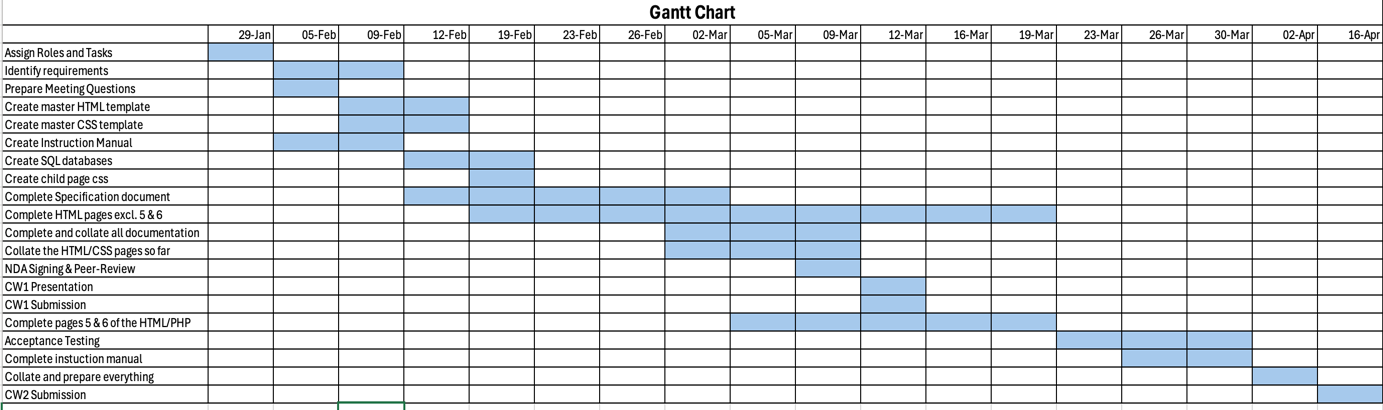 Gantt Chart
29-Jan 05-Feb 09-Feb 12-Feb 19-Feb 23-Feb 26-Feb 02-Mar 05-Mar 09-Mar 12-Mar 16-Mar 19-Mar 23-Mar 26-Mar 30-Mar 02-Apr 16-Apr
Assign Roles and Tasks
Identify requirements
Prepare Meeting Questions
Create master HTML template
Create master CSS template
Create Instruction Manual
Create SQL databases
Create child page css
Complete Specification document
Complete HTML pages excl. 5 & 6
Complete and collate all documentation
Collate the HTML/CSS pages so far
NDA Signing & Peer-Review
CW1 Presentation
CW1 Submission
Complete pages 5 & 6 of the HTML/PHP
Acceptance Testing
Complete instuction manual
Collate and prepare everything
CW2 Submission